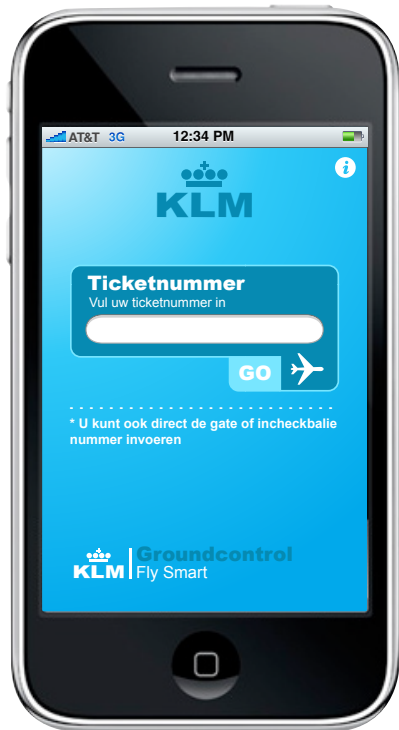 AT&T 3G 12:34 PM
i
KLM
Ticketnummer
Vul uw ticketnummer in
GO
* U kunt ook direct de gate of incheckbalie
nummer invoeren
KLM Groundcontrol
Fly Smart